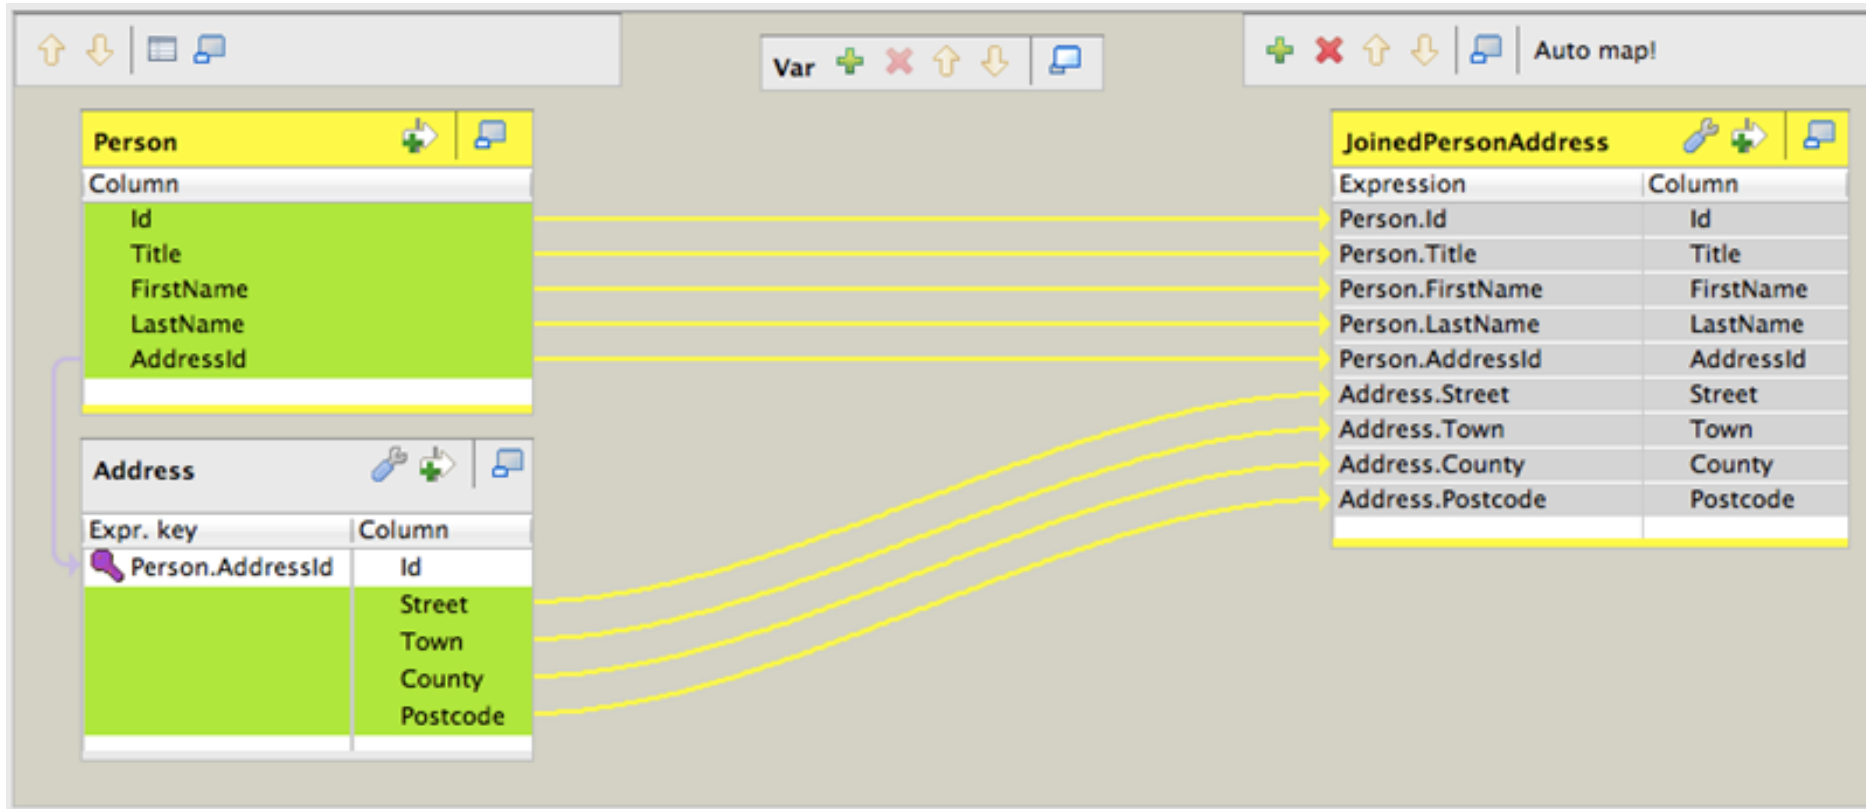 Var
Auto map!
Person
Column
Id
Title
FirstName
LastName
AddressId
Address
Expr. key Column
Person.AddressId Id
Street
Town
County
Postcode
JoinedPersonAddress
Expression Column
Person.Id Id
Person.Title Title
Person.FirstName FirstName
Person.LastName LastName
Person.AddressId AddressId
Address.Street Street
Address.Town Town
Address.County County
Address.Postcode Postcode